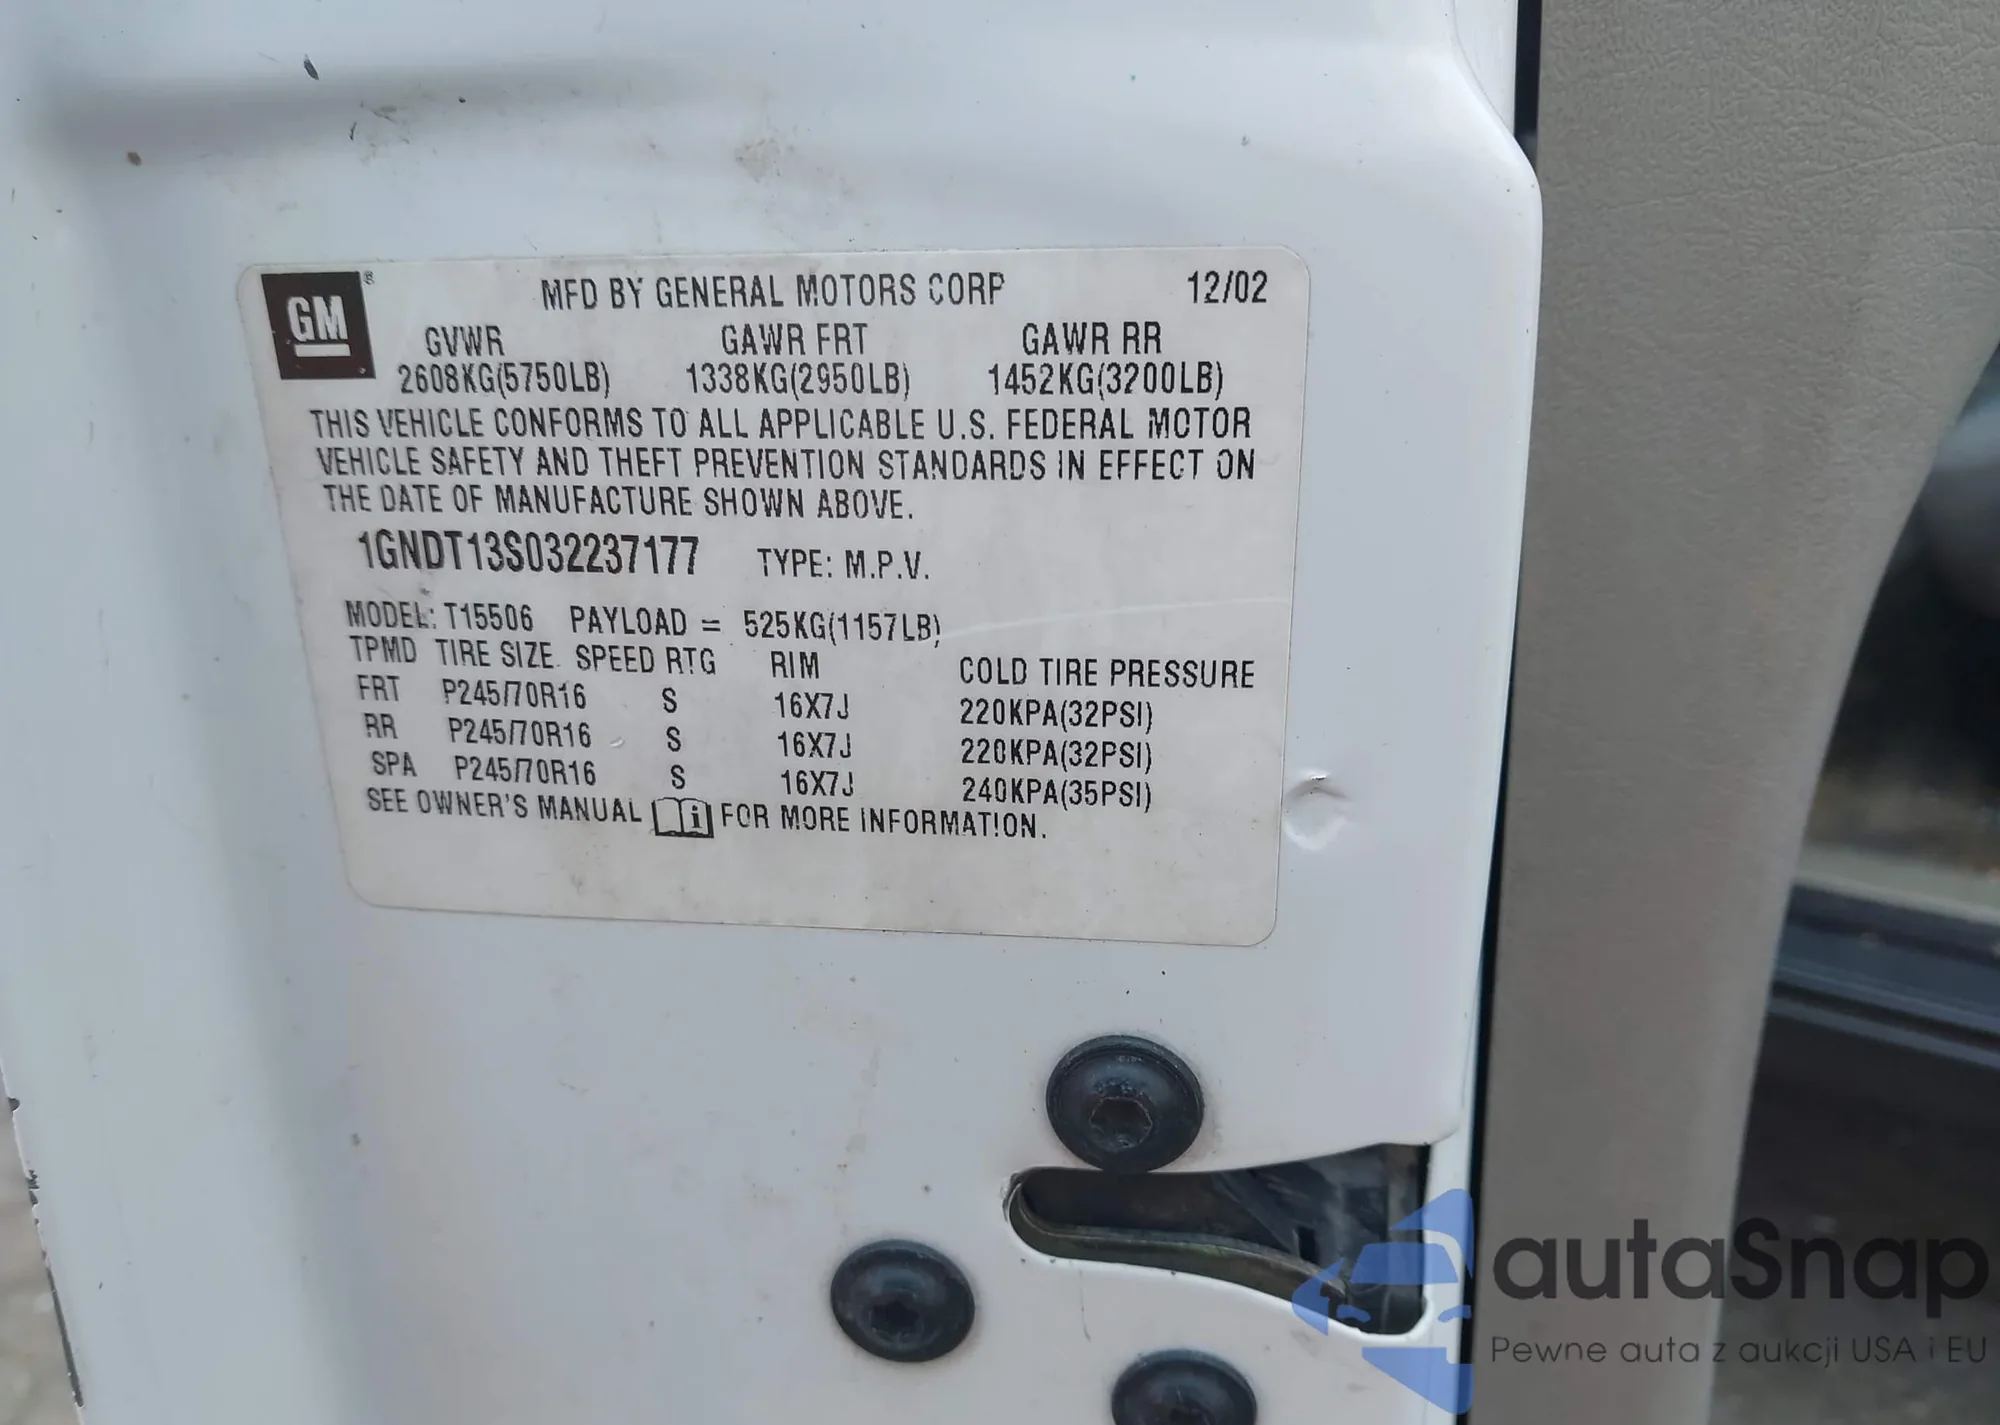 GM ® MFD BY GENERAL MOTORS CORP 12/02
GVWR GAWR FRT GAWR RR
2608KG(5750LB) 1338KG(2950LB) 1452KG(3200LB)
THIS VEHICLE CONFORMS TO ALL APPLICABLE U.S. FEDERAL MOTOR
VEHICLE SAFETY AND THEFT PREVENTION STANDARDS IN EFFECT ON
THE DATE OF MANUFACTURE SHOWN ABOVE.
1GNDT13S032237177 TYPE: M.P.V.
MODEL: T15506 PAYLOAD = 525KG(1157LB)
TPMD TIRE SIZE SPEED RTG RIM COLD TIRE PRESSURE
FRT P245/70R16 S 16X7J 220KPA(32PSI)
RR P245/70R16 S 16X7J 220KPA(32PSI)
SPA P245/70R16 S 16X7J 240KPA(35PSI)
SEE OWNER'S MANUAL i FOR MORE INFORMATION.
autaSnap
Pewne auta z aukcji USA i EU